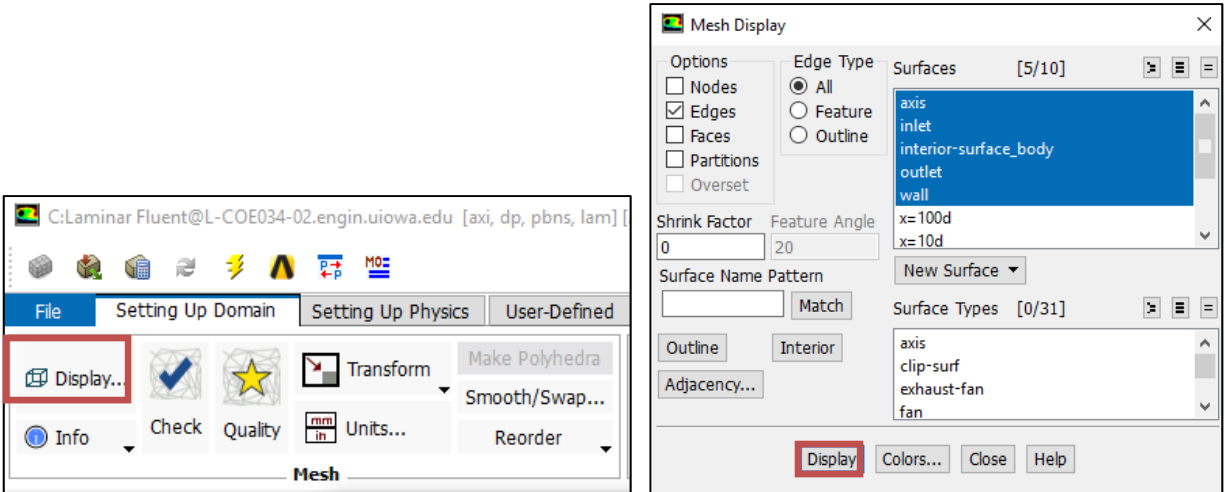 C:Laminar Fluent@L-COE034-02.engin.uiowa.edu [axi, dp, pbns, lam] [
MO
File Setting Up Domain Setting Up Physics User-Defined
Display...
Info
Check
Quality
Transform
mm
in
Units...
Make Polyhedra
Smooth/Swap...
Reorder
Mesh
Mesh Display
Options
Nodes
Edges
Faces
Partitions
Overset
Edge Type
All
Feature
Outline
Shrink Factor Feature Angle
0 20
Surface Name Pattern
Match
Outline Interior
Adjacency...
Surfaces [5/10]
axis
inlet
interior-surface_body
outlet
wall
x=100d
x=10d
New Surface
Surface Types [0/31]
axis
clip-surf
exhaust-fan
fan
Display Colors... Close Help